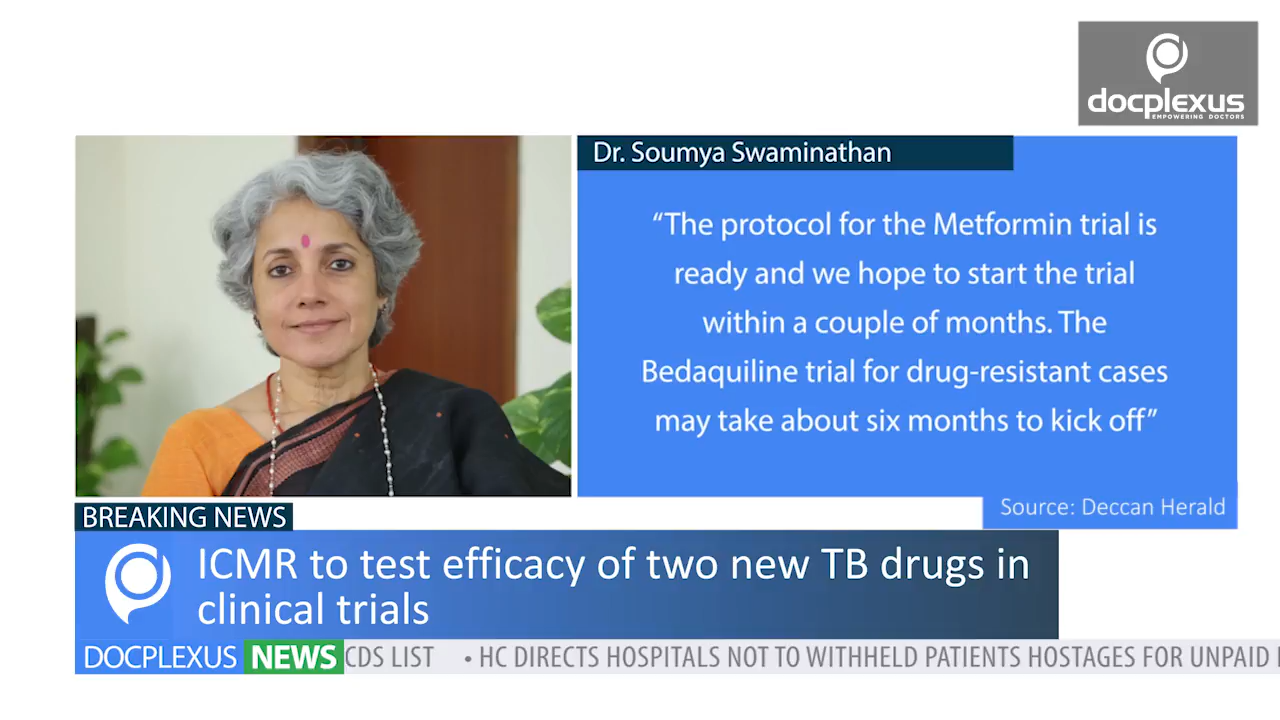 docplexus
EMPOWERING DOCTORS
Dr. Soumya Swaminathan
“The protocol for the Metformin trial is
ready and we hope to start the trial
within a couple of months. The
Bedaquiline trial for drug-resistant cases
may take about six months to kick off”
Source: Deccan Herald
BREAKING NEWS
ICMR to test efficacy of two new TB drugs in
clinical trials
DOCPLEXUS NEWS CDS LIST • HC DIRECTS HOSPITALS NOT TO WITHHELD PATIENTS HOSTAGES FOR UNPAID